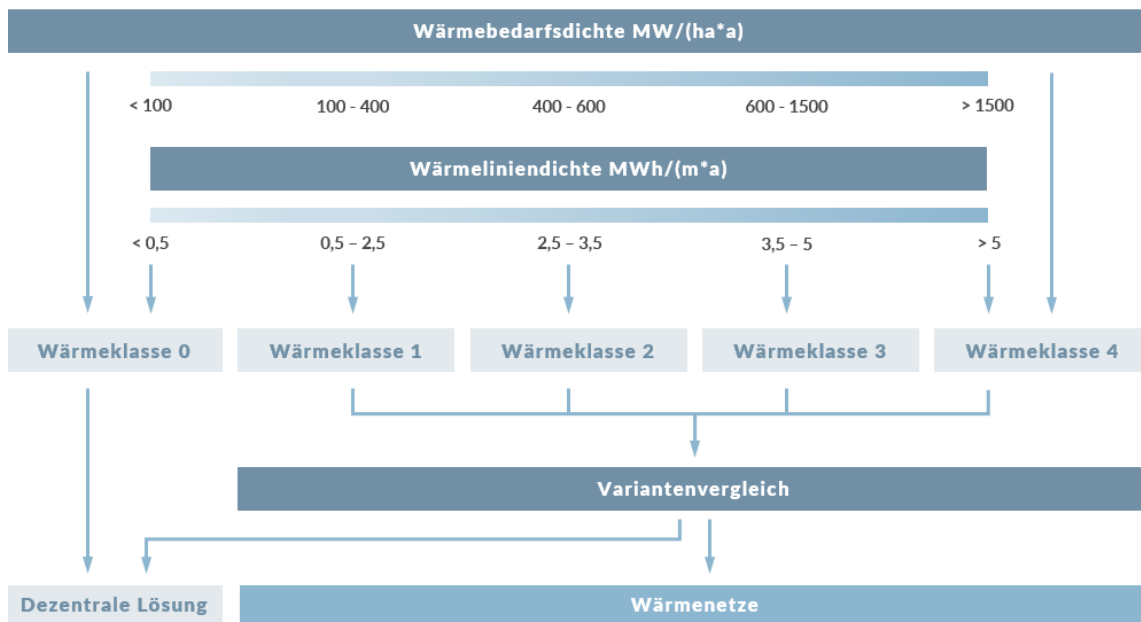 Wärmebedarfsdichte MW/(ha*a)
< 100 100 - 400 400 - 600 600 - 1500 > 1500
Wärmeliniendichte MWh/(m*a)
< 0,5 0,5 – 2,5 2,5 – 3,5 3,5 – 5 > 5
Wärmeklasse 0 Wärmeklasse 1 Wärmeklasse 2 Wärmeklasse 3 Wärmeklasse 4
Variantenvergleich
Dezentrale Lösung Wärmenetze